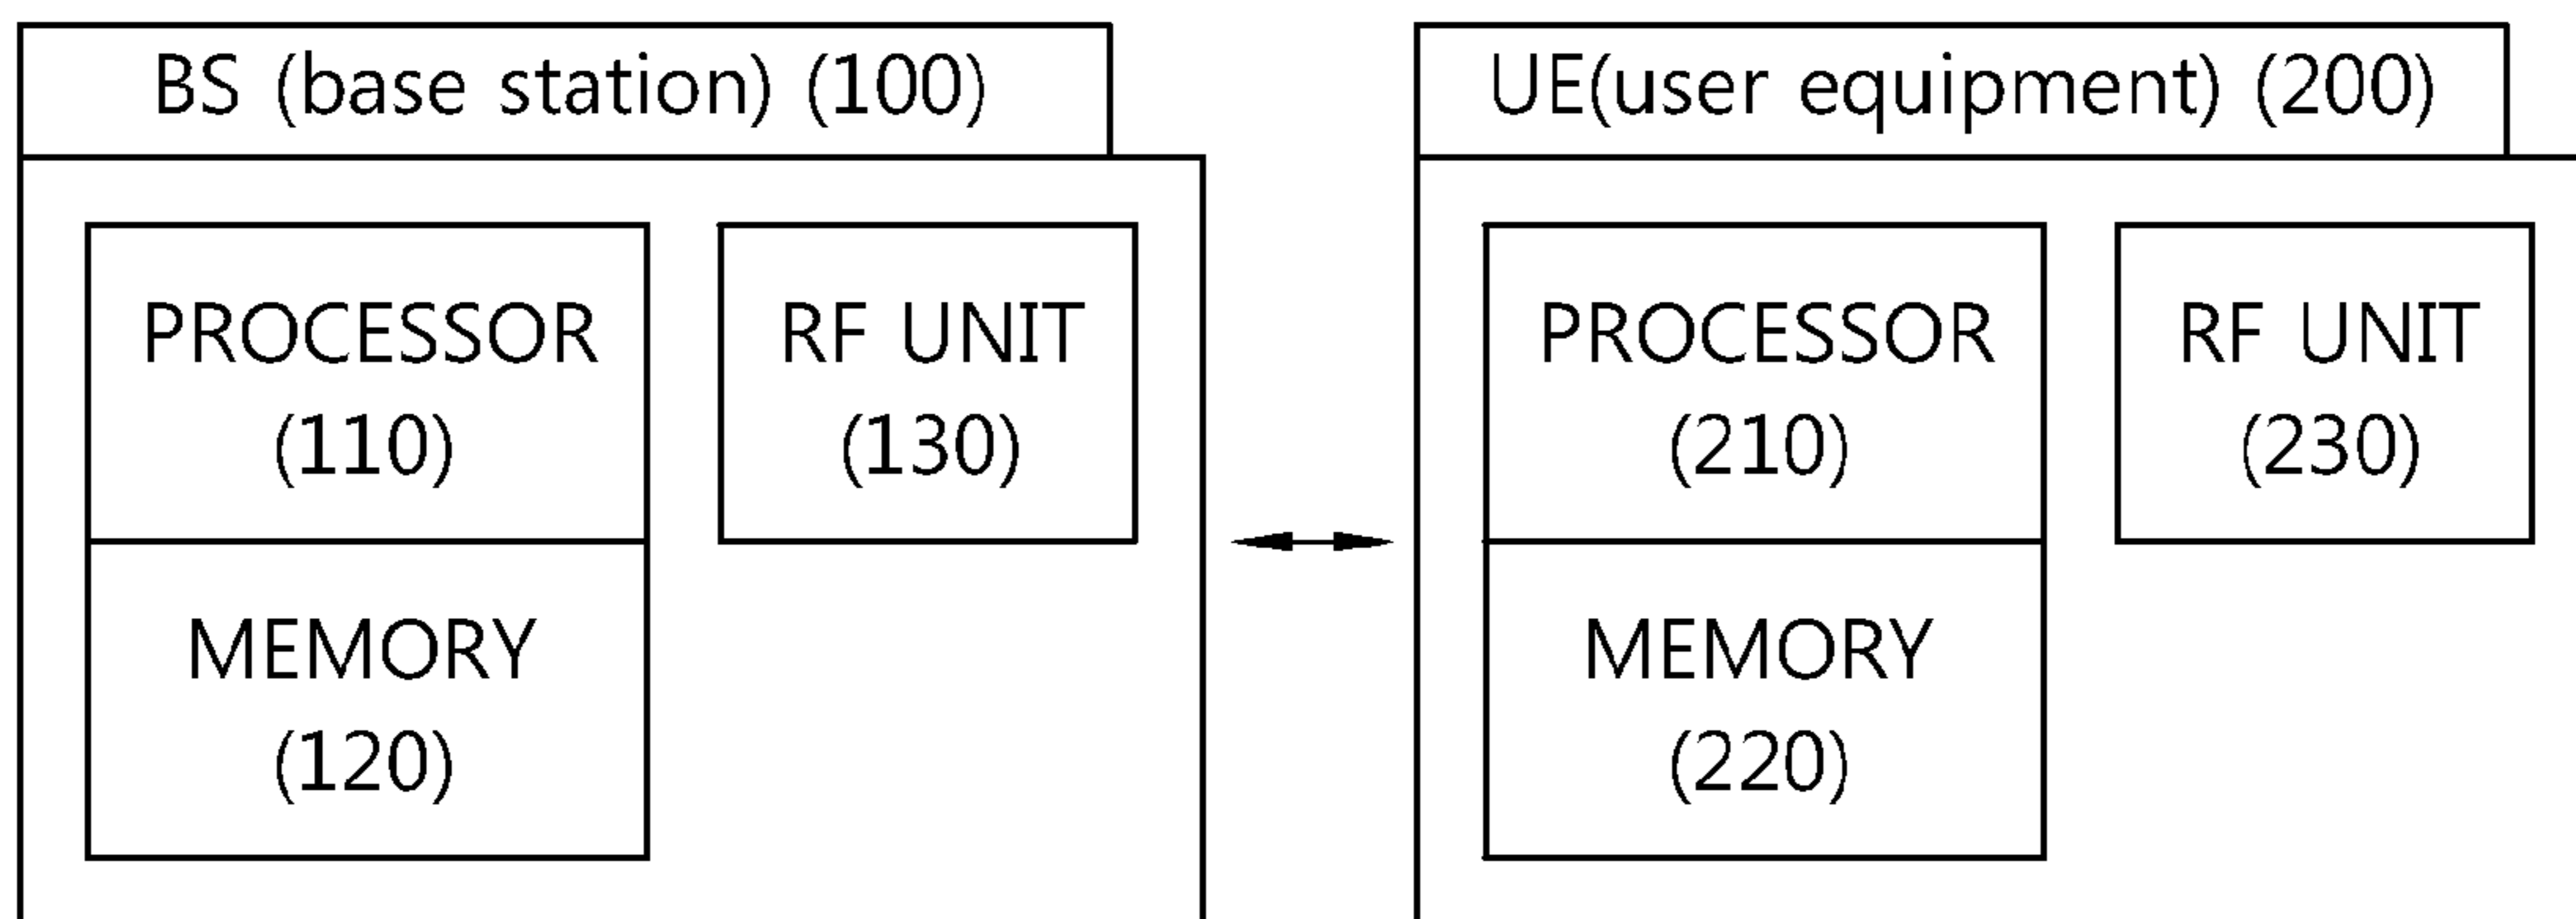 BS (base station) (100)
PROCESSOR
(110)
RF UNIT
(130)
MEMORY
(120)
UE(user equipment) (200)
PROCESSOR
(210)
RF UNIT
(230)
MEMORY
(220)